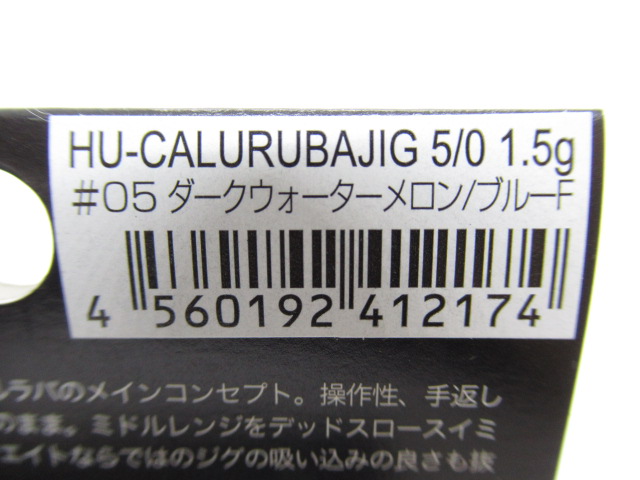 HU-CALURUBAJIG 5/0 1.5g
#05 ダークウォーターメロン/ブルーF
4 560192 412174
ルラバのメインコンセプト。操作性、手返し
のまま。ミドルレンジをデッドスロースイミ
エイトならではのジグの吸い込みの良さも抜